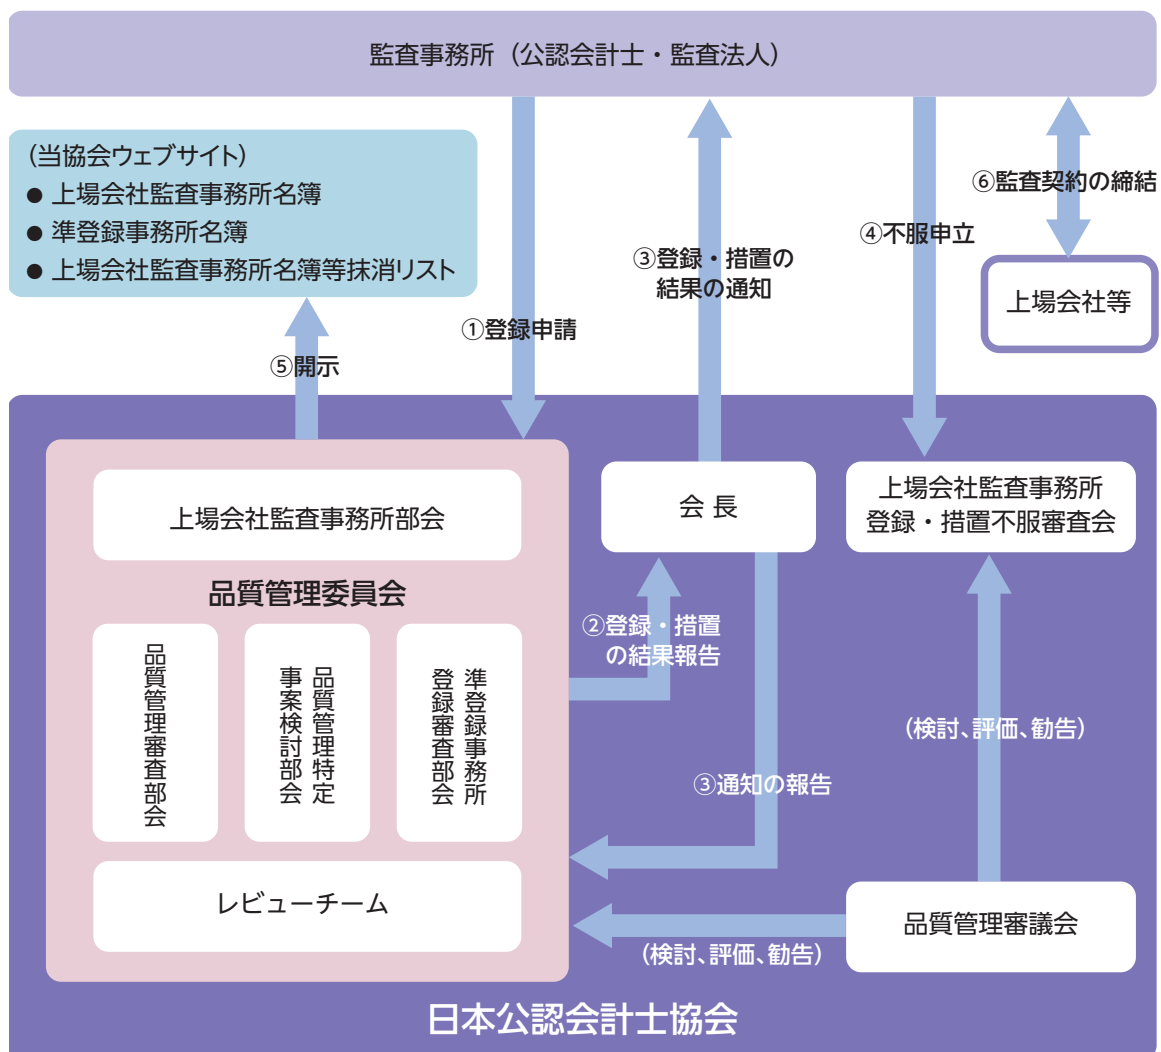 監査事務所（公認会計士・監査法人）
（当協会ウェブサイト）
● 上場会社監査事務所名簿
● 準登録事務所名簿
● 上場会社監査事務所名簿等抹消リスト
①登録申請
③登録・措置の
結果の通知
④不服申立
⑥監査契約の締結
上場会社等
⑤開示
上場会社監査事務所部会
品質管理委員会
品質管理審査部会
品質管理特定
事案検討部会
準登録事務所
登録審査部会
レビューチーム
会 長
上場会社監査事務所
登録・措置不服審査会
②登録・措置
の結果報告
③通知の報告
（検討、評価、勧告）
品質管理審議会
（検討、評価、勧告）
日本公認会計士協会